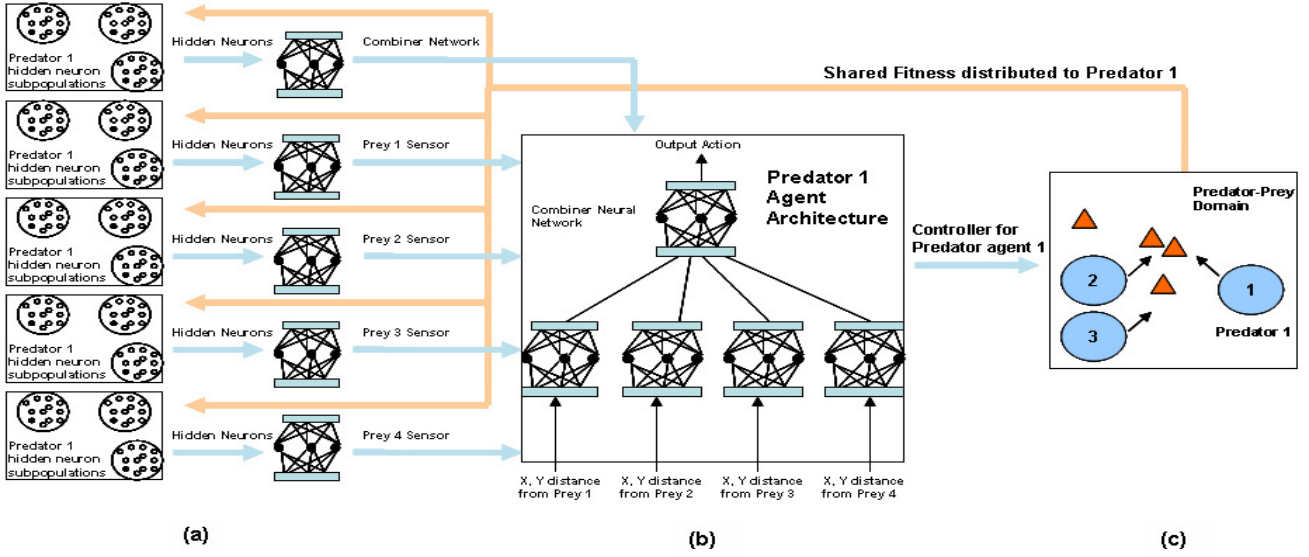 Predator 1
hidden neuron
subpopulations
Hidden Neurons
Combiner Network
Predator 1
hidden neuron
subpopulations
Hidden Neurons
Prey 1 Sensor
Predator 1
hidden neuron
subpopulations
Hidden Neurons
Prey 2 Sensor
Predator 1
hidden neuron
subpopulations
Hidden Neurons
Prey 3 Sensor
Predator 1
hidden neuron
subpopulations
Hidden Neurons
Prey 4 Sensor
(a)
Shared Fitness distributed to Predator 1
Output Action
Predator 1
Agent
Architecture
Combiner Neural
Network
X, Y distance
from Prey 1
X, Y distance
from Prey 2
X, Y distance
from Prey 3
X, Y distance
from Prey 4
(b)
Controller for
Predator agent 1
Predator-Prey
Domain
2
1
3
Predator 1
(c)